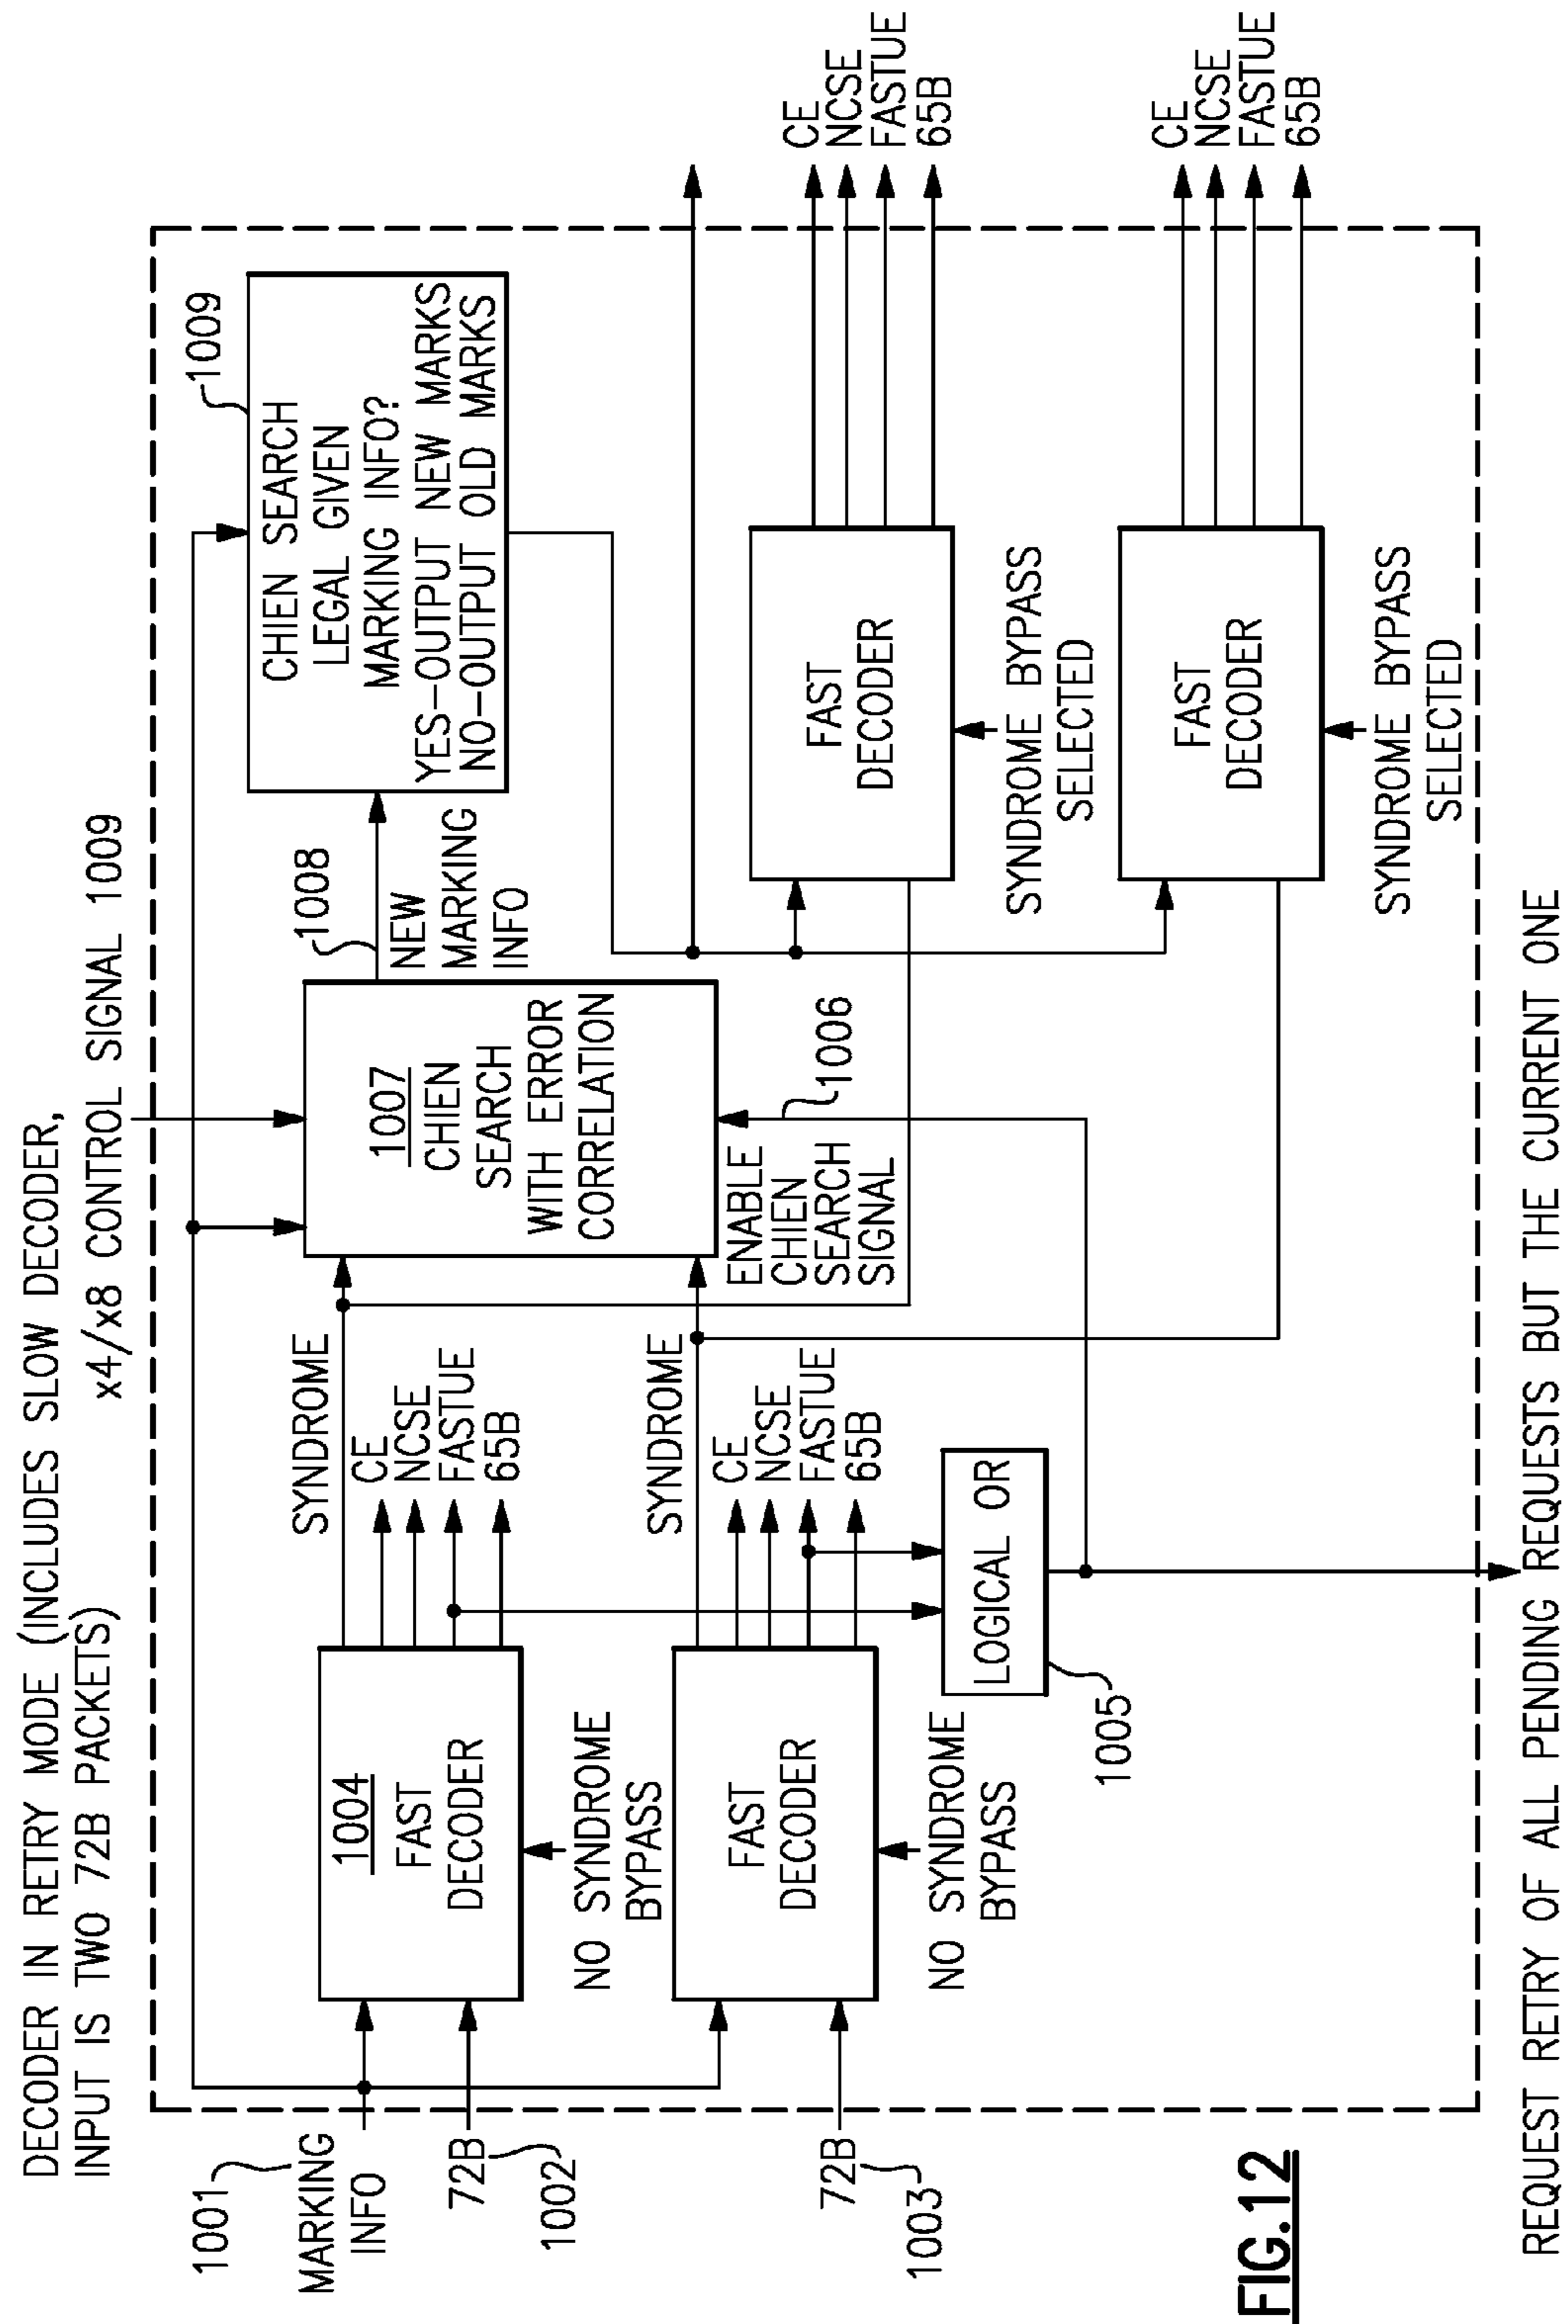 DECODER IN RETRY MODE (INCLUDES SLOW DECODER,
INPUT IS TWO 72B PACKETS)
x4/x8 CONTROL SIGNAL 1009
1001
MARKING
INFO
72B
1002
72B
1003
1004
FAST
DECODER
NO SYNDROME
BYPASS
SYNDROME
CE
NCSE
FASTUE
65B
FAST
DECODER
NO SYNDROME
BYPASS
SYNDROME
CE
NCSE
FASTUE
65B
LOGICAL OR
1005
1007
CHIEN
SEARCH
WITH ERROR
CORRELATION
ENABLE
CHIEN
SEARCH
SIGNAL
1006
1008
NEW
MARKING
INFO
1009
CHIEN SEARCH
LEGAL GIVEN
MARKING INFO?
YES-OUTPUT NEW MARKS
NO-OUTPUT OLD MARKS
FAST
DECODER
SYNDROME BYPASS
SELECTED
CE
NCSE
FASTUE
65B
FAST
DECODER
SYNDROME BYPASS
SELECTED
CE
NCSE
FASTUE
65B
REQUEST RETRY OF ALL PENDING REQUESTS BUT THE CURRENT ONE
FIG.12